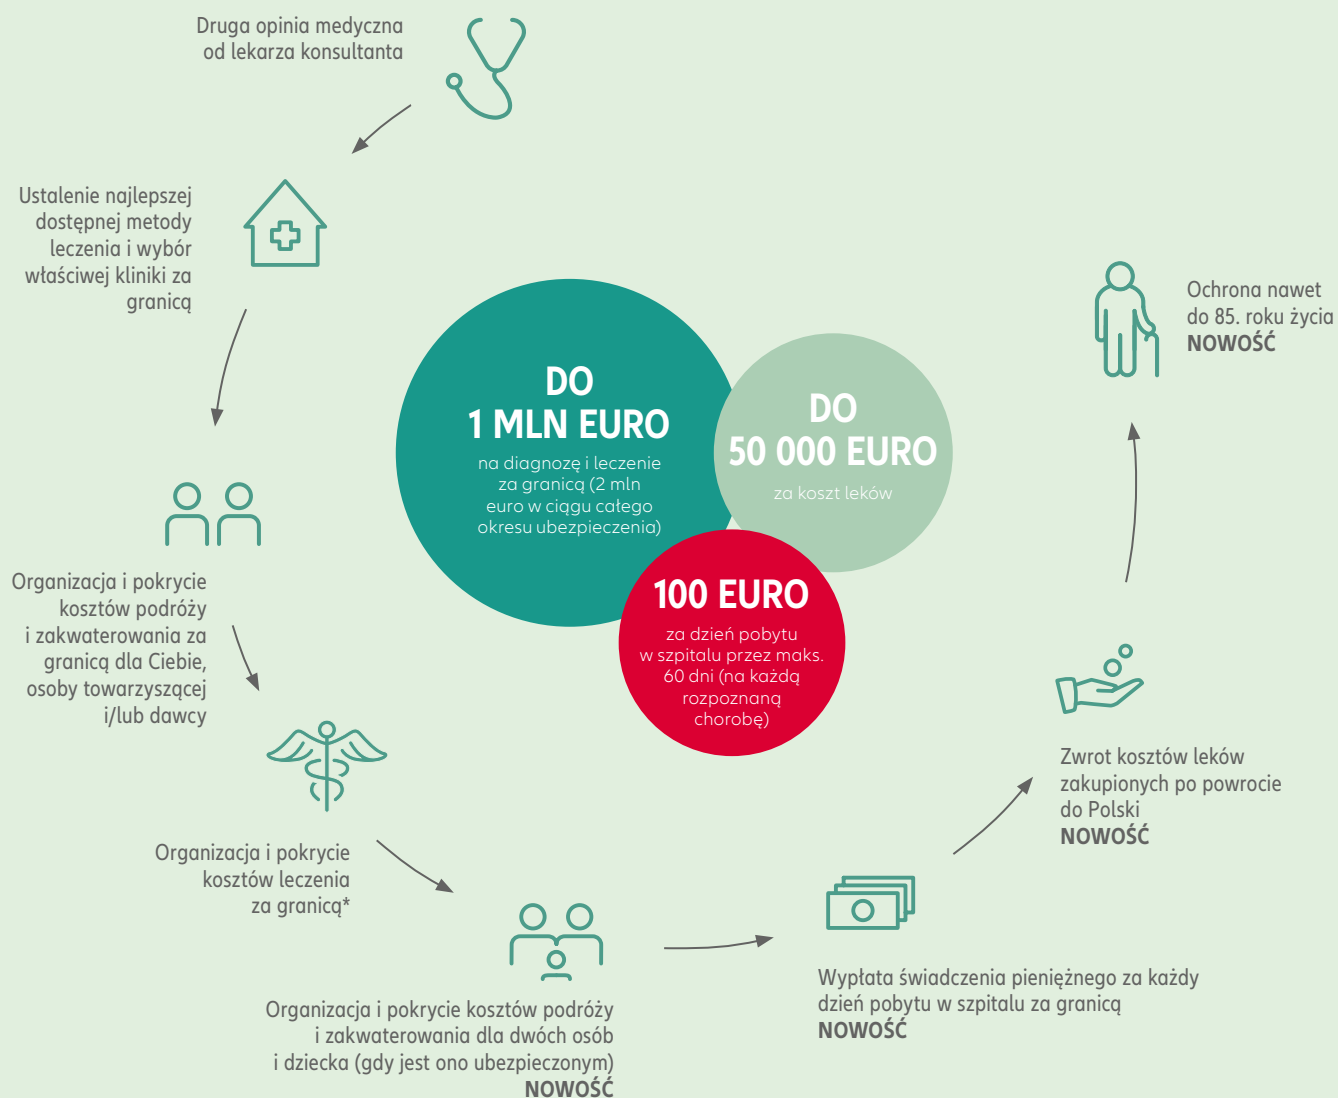 Druga opinia medyczna
od lekarza konsultanta
Ustalenie najlepszej
dostępnej metody
leczenia i wybór
właściwej kliniki za
granicą
Organizacja i pokrycie
kosztów podróży
i zakwaterowania za
granicą dla Ciebie,
osoby towarzyszącej
i/lub dawcy
Organizacja i pokrycie
kosztów leczenia
za granicą*
Organizacja i pokrycie kosztów podróży
i zakwaterowania dla dwóch osób
i dziecka (gdy jest ono ubezpieczonym)
NOWOŚĆ
Wypłata świadczenia pieniężnego za każdy
dzień pobytu w szpitalu za granicą
NOWOŚĆ
Zwrot kosztów leków
zakupionych po powrocie
do Polski
NOWOŚĆ
Ochrona nawet
do 85. roku życia
NOWOŚĆ
DO
1 MLN EURO
na diagnozę i leczenie
za granicą (2 mln
euro w ciągu całego
okresu ubezpieczenia)
DO
50 000 EURO
za koszt leków
100 EURO
za dzień pobytu
w szpitalu przez maks.
60 dni (na każdą
rozpoznaną
chorobę)